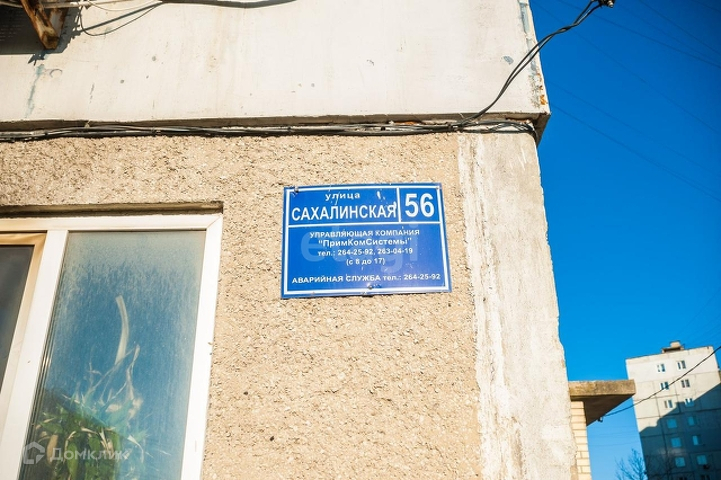 улица
САХАЛИНСКАЯ 56
УПРАВЛЯЮЩАЯ КОМПАНИЯ
"ПримКомСистемы"
тел.: 264-25-92, 263-04-19
(с 8 до 17)
АВАРИЙНАЯ СЛУЖБА тел.: 264-25-92
Домклик